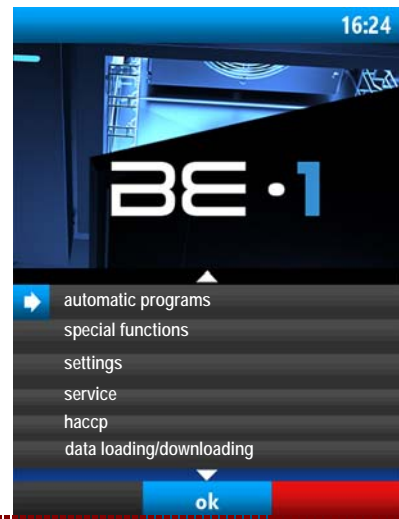 16:24
BE·1
automatic programs
special functions
settings
service
haccp
data loading/downloading
ok